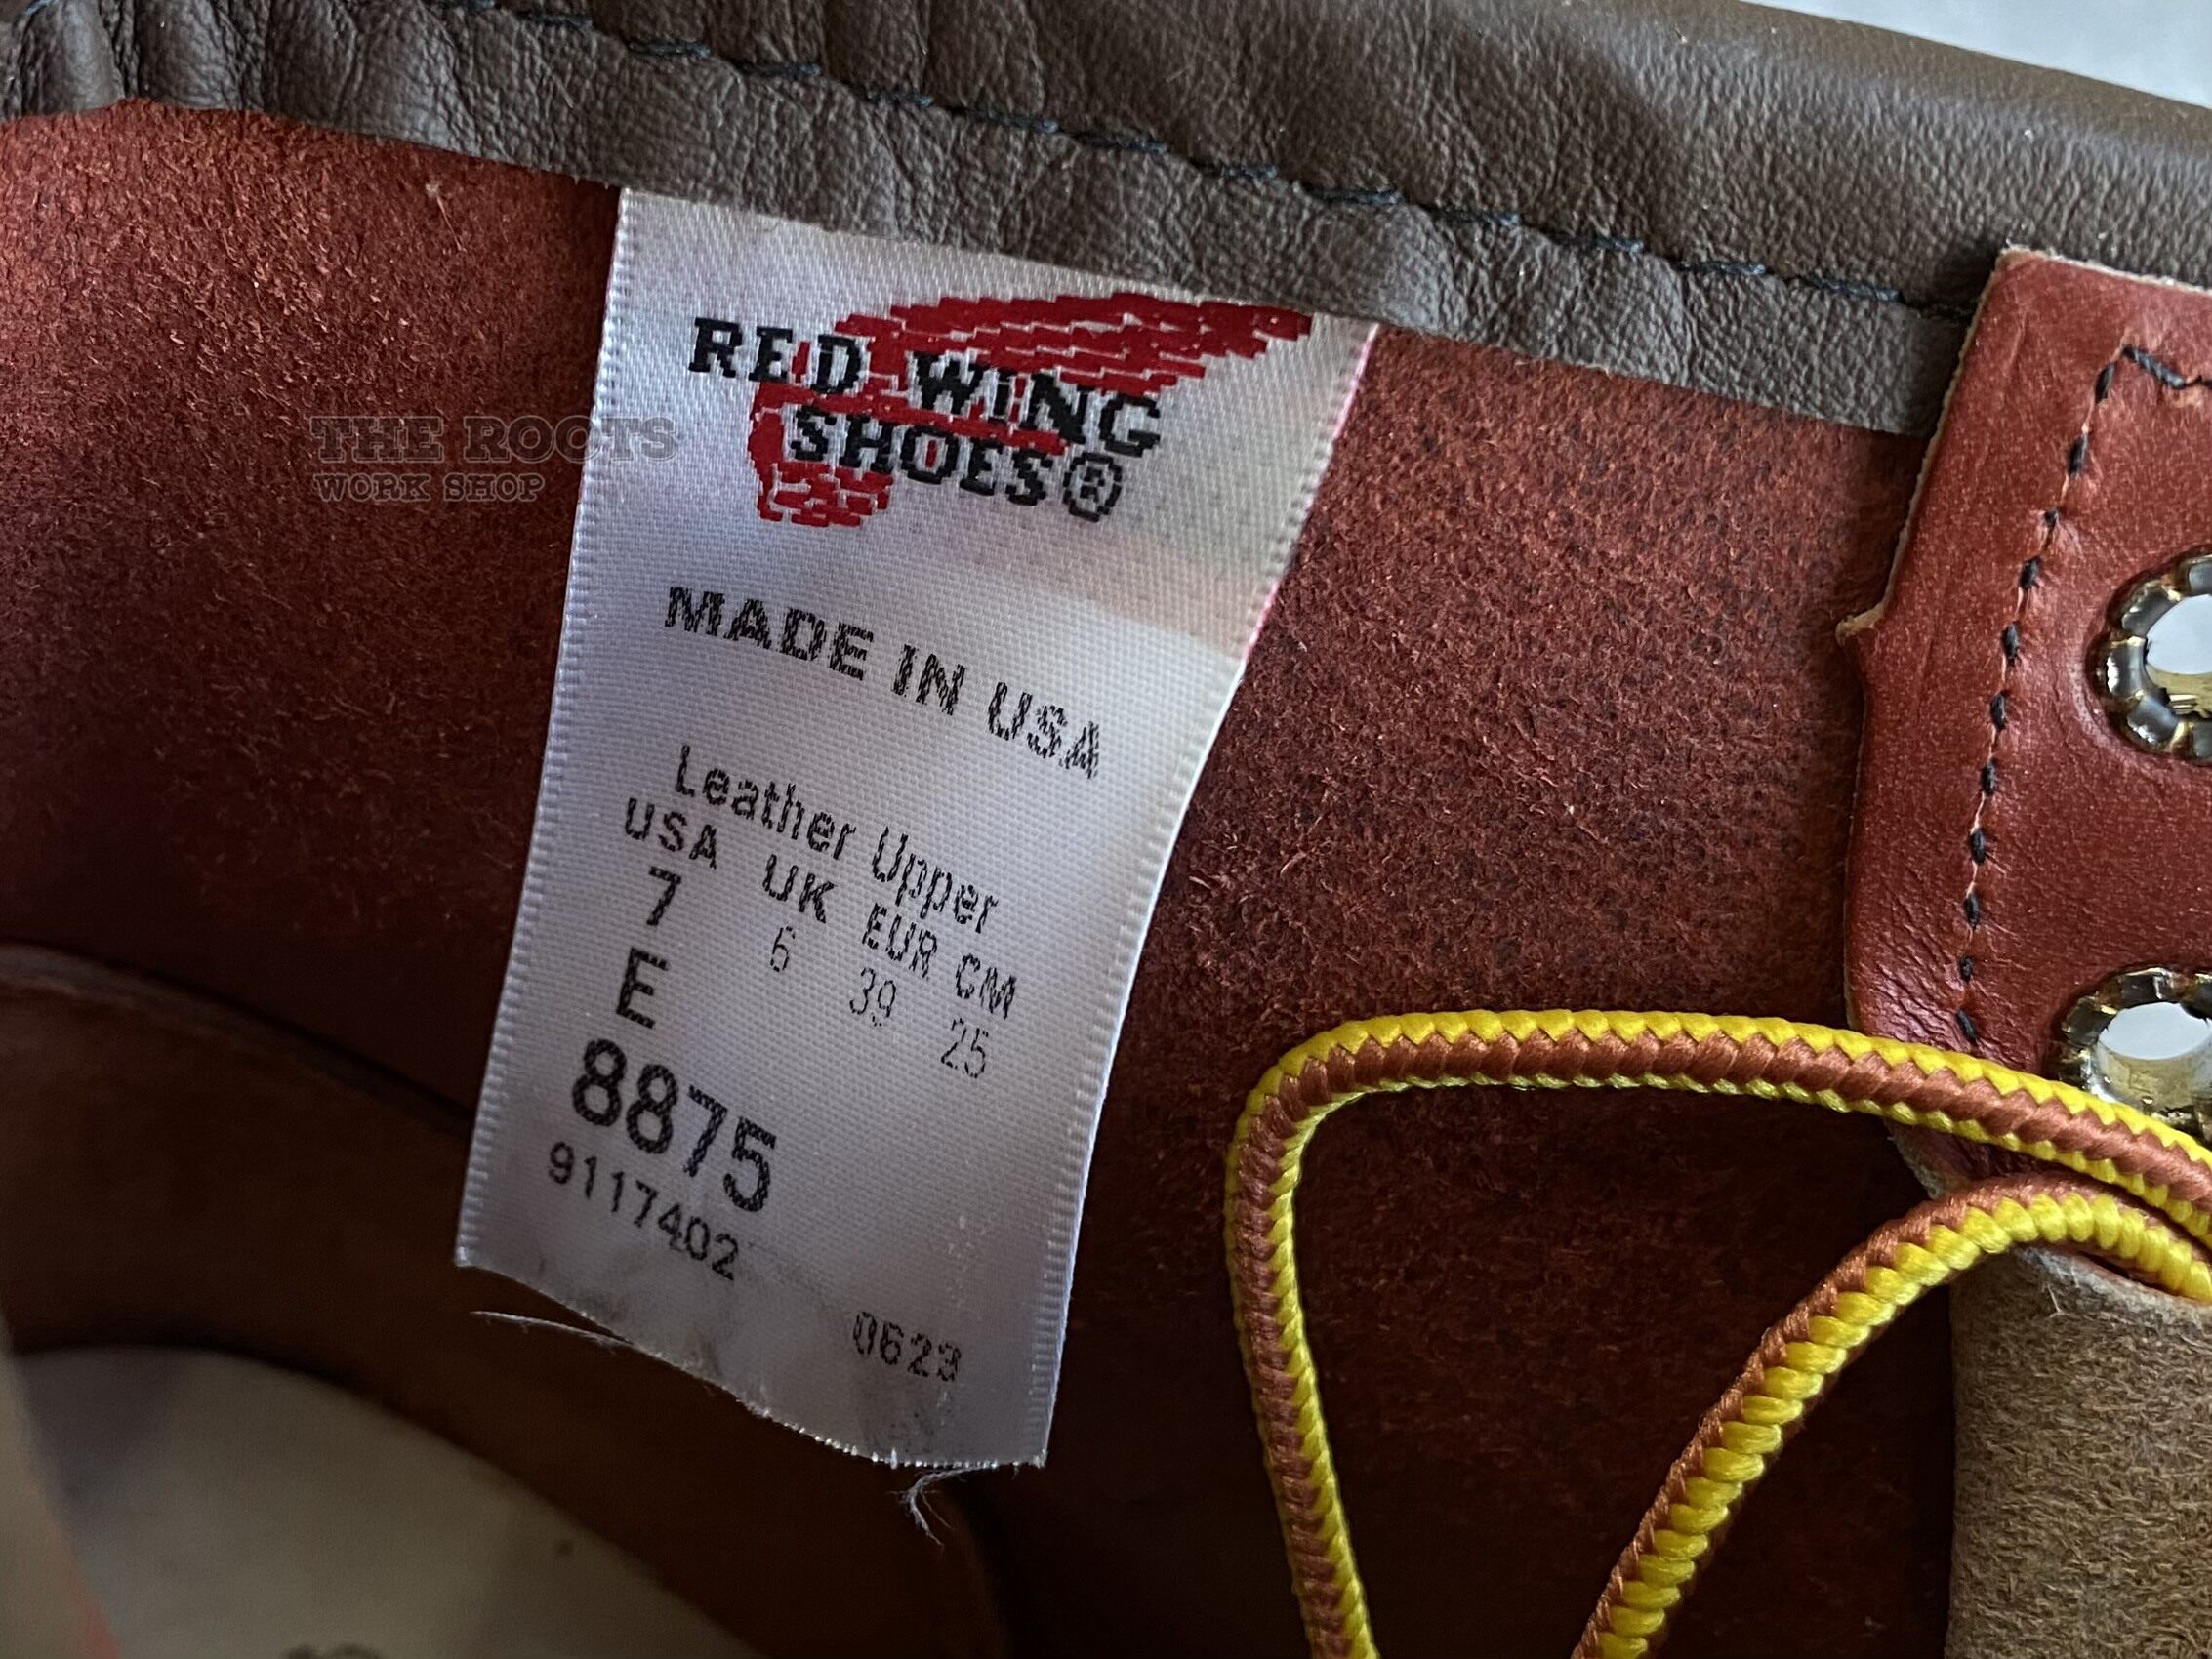 RED WING
SHOES®
THE ROOTS
WORK SHOP
MADE IN USA
Leather Upper
USA UK EUR CM
7 6 39 25
E
8875
9117402
0623